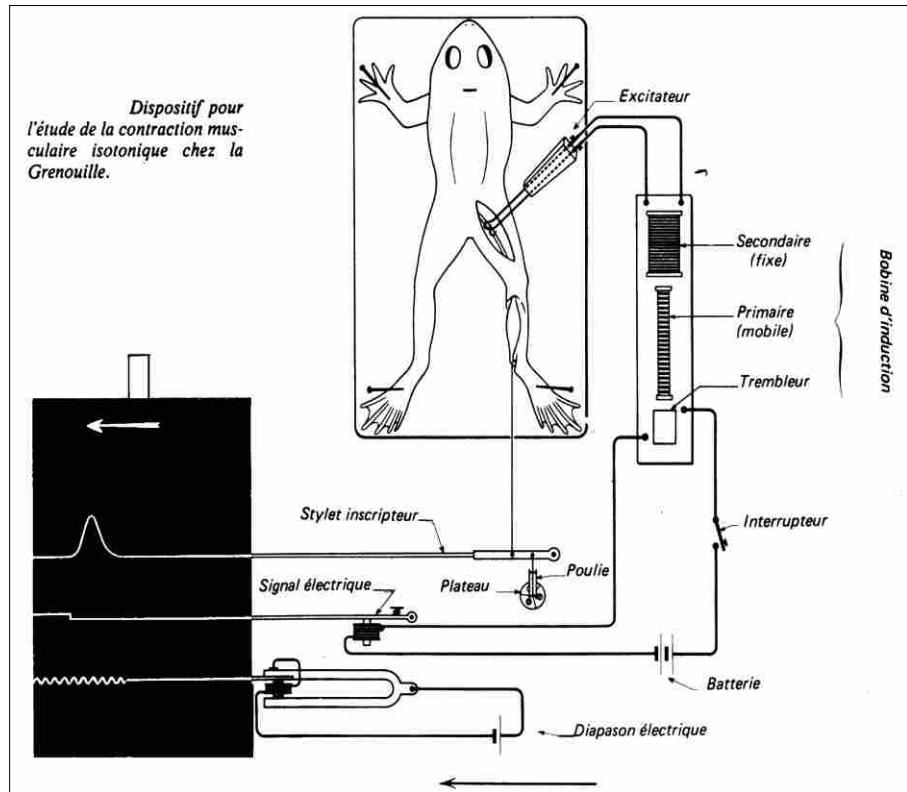 Dispositif pour
l'étude de la contraction mus-
culaire isotonique chez la
Grenouille.
Excitateur
Secondaire
(fixe)
Primaire
(mobile)
Bobine d'induction
Trembleur
Interrupteur
Stylet inscripteur
Poulie
Plateau
Signal électrique
Batterie
Diapason électrique